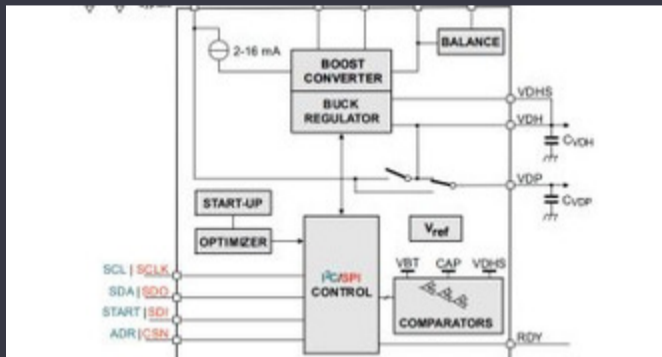 2-16 mA
BALANCE
BOOST
CONVERTER
BUCK
REGULATOR
VDHS
VDH
CVDH
VDP
CVDP
START-UP
OPTIMIZER
Vref
SCL | SCLK
SDA | SDO
START | SDI
ADR | CSN
I²C/SPI
CONTROL
VBT CAP VDHS
COMPARATORS
RDY